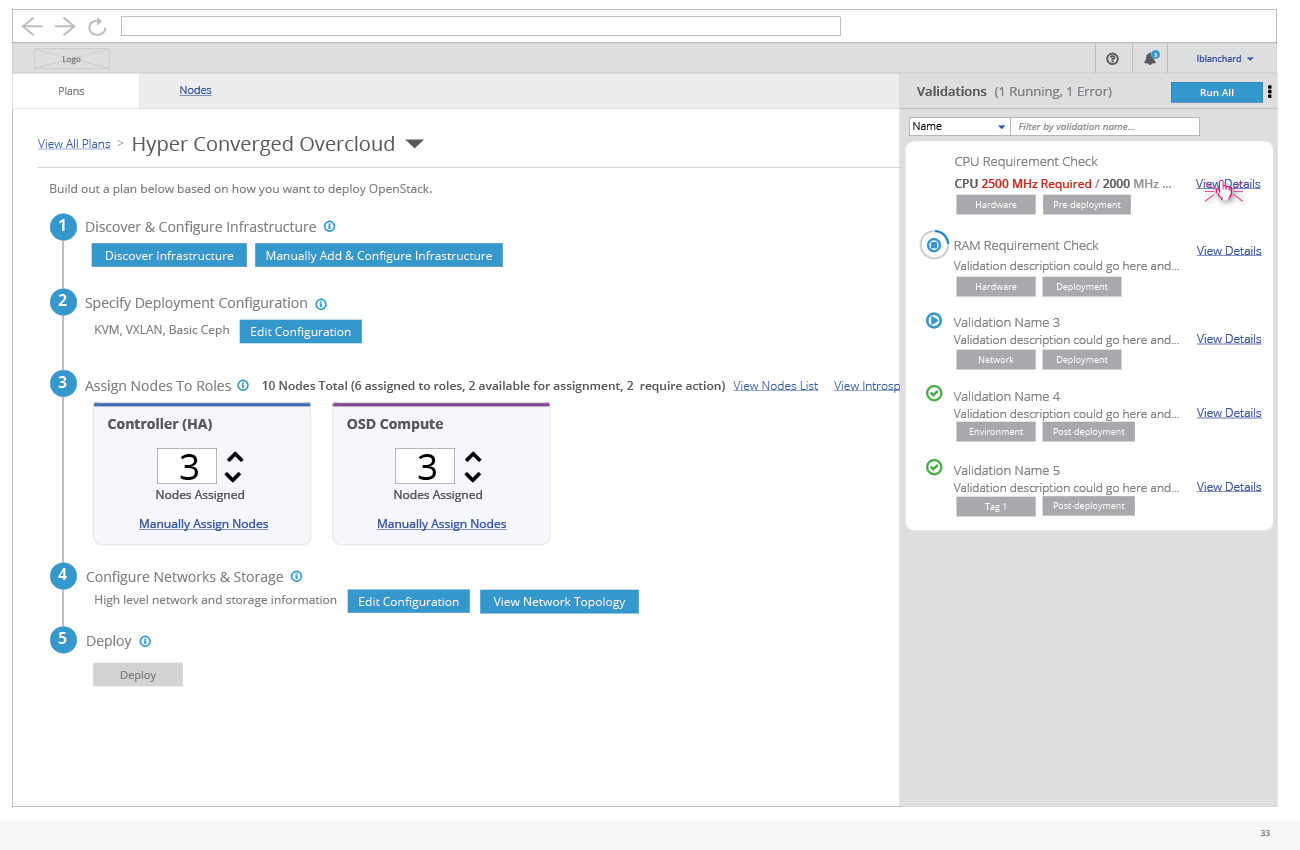 Logo
3
lblanchard
Plans
Nodes
Validations (1 Running, 1 Error)
Run All
View All Plans > Hyper Converged Overcloud
Name
Filter by validation name...
Build out a plan below based on how you want to deploy OpenStack.
1 Discover & Configure Infrastructure
Discover Infrastructure
Manually Add & Configure Infrastructure
2 Specify Deployment Configuration
KVM, VXLAN, Basic Ceph
Edit Configuration
3 Assign Nodes To Roles
10 Nodes Total (6 assigned to roles, 2 available for assignment, 2 require action)
View Nodes List
View Introsp
Controller (HA)
3
Nodes Assigned
Manually Assign Nodes
OSD Compute
3
Nodes Assigned
Manually Assign Nodes
4 Configure Networks & Storage
High level network and storage information
Edit Configuration
View Network Topology
5 Deploy
Deploy
CPU Requirement Check
CPU 2500 MHz Required / 2000 MHz ...
View Details
Hardware
Pre-deployment
RAM Requirement Check
Validation description could go here and...
View Details
Hardware
Deployment
Validation Name 3
Validation description could go here and...
View Details
Network
Deployment
Validation Name 4
Validation description could go here and...
View Details
Environment
Post-deployment
Validation Name 5
Validation description could go here and...
View Details
Tag 1
Post-deployment
33